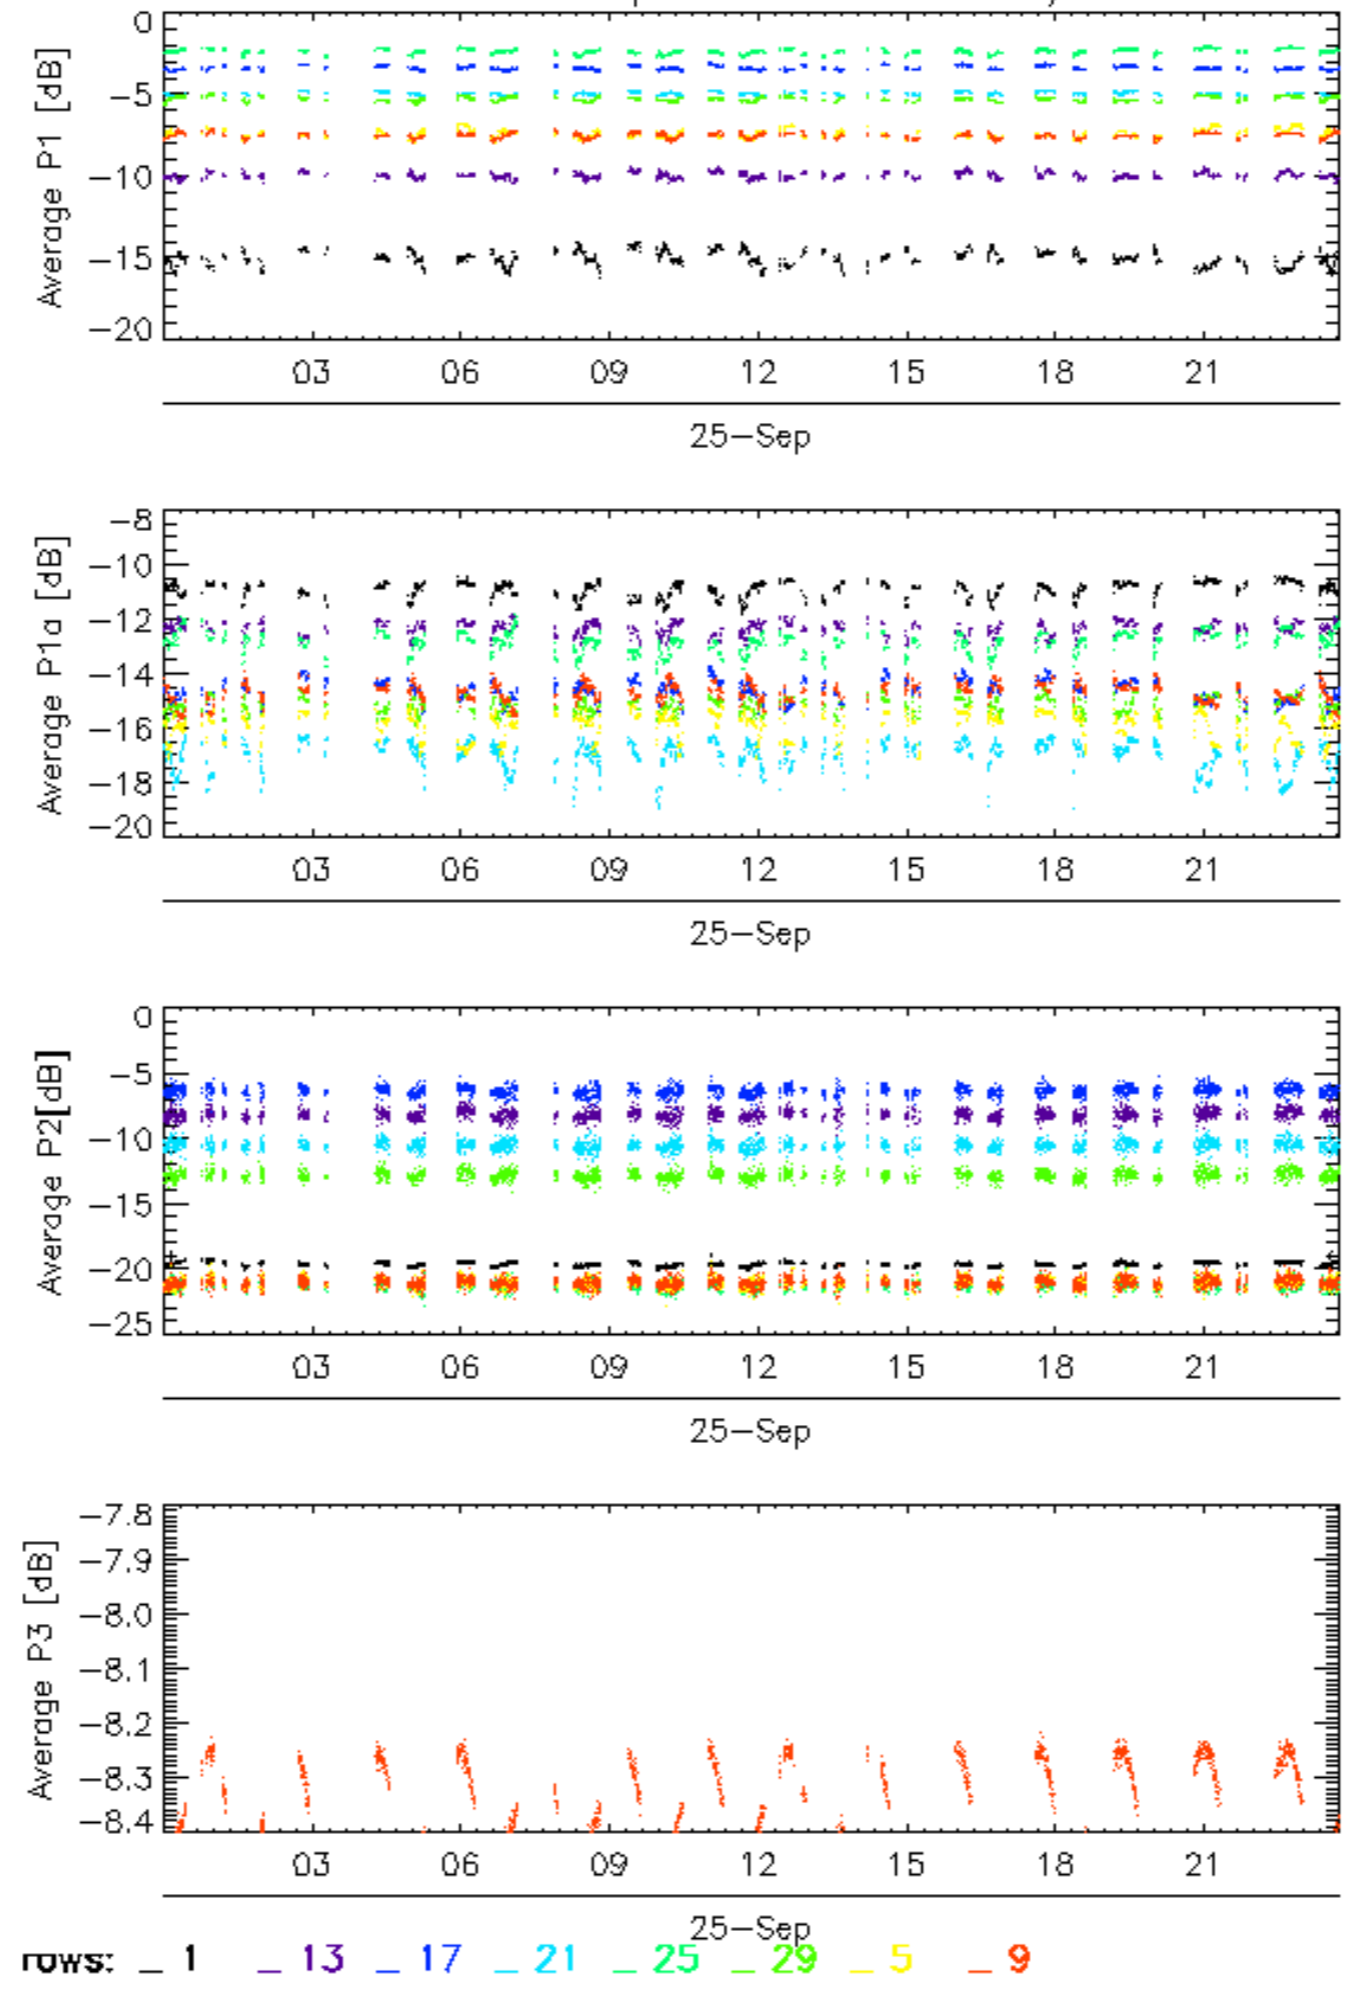 Average P1 [dB]
0
−5
−10
−15
−20
03 06 09 12 15 18 21
25−Sep
Average P1a [dB]
−8
−10
−12
−14
−16
−18
−20
03 06 09 12 15 18 21
25−Sep
Average P2[dB]
0
−5
−10
−15
−20
−25
03 06 09 12 15 18 21
25−Sep
Average P3 [dB]
−7.8
−7.9
−8.0
−8.1
−8.2
−8.3
−8.4
03 06 09 12 15 18 21
25−Sep
rows: _ 1 _ 13 _ 17 _ 21 _ 25 _ 29 _ 5 _ 9